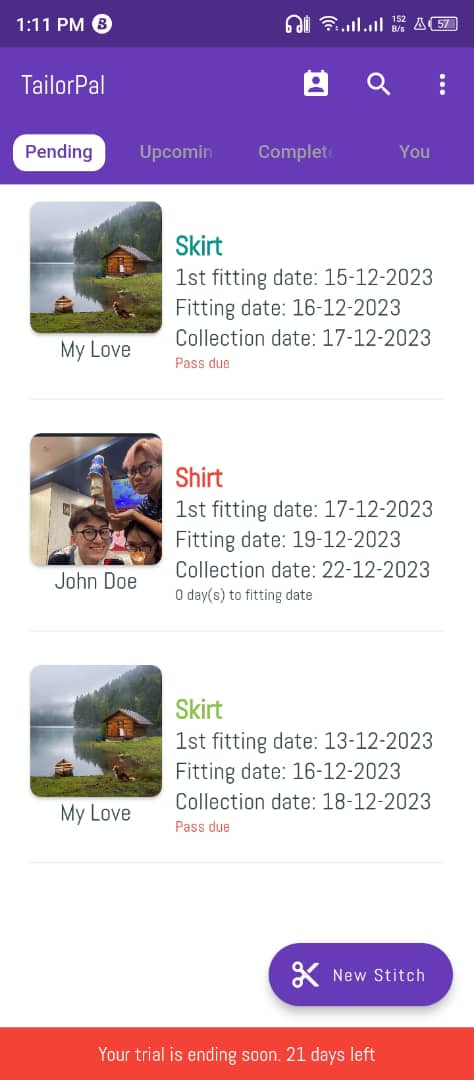 1:11 PM
152
B/s
57
TailorPal
Pending
Upcomin
Complete
You
Skirt
1st fitting date: 15-12-2023
Fitting date: 16-12-2023
Collection date: 17-12-2023
Pass due
My Love
Shirt
1st fitting date: 17-12-2023
Fitting date: 19-12-2023
Collection date: 22-12-2023
0 day(s) to fitting date
John Doe
Skirt
1st fitting date: 13-12-2023
Fitting date: 16-12-2023
Collection date: 18-12-2023
Pass due
My Love
New Stitch
Your trial is ending soon. 21 days left